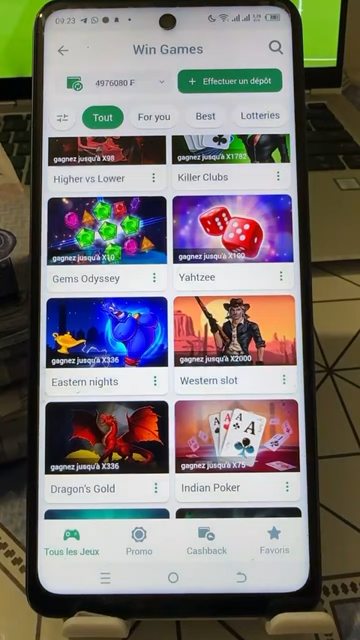 09:23
Win Games
4976080 F
+ Effectuer un dépôt
Tout
For you
Best
Lotteries
gagnez jusqu'à X98
gagnez jusqu'à X1782
Higher vs Lower
Killer Clubs
gagnez jusqu'à X10
gagnez jusqu'à X100
Gems Odyssey
Yahtzee
gagnez jusqu'à X336
gagnez jusqu'à X2000
Eastern nights
Western slot
gagnez jusqu'à X336
gagnez jusqu'à X75
Dragon's Gold
Indian Poker
Tous les Jeux
Promo
Cashback
Favoris